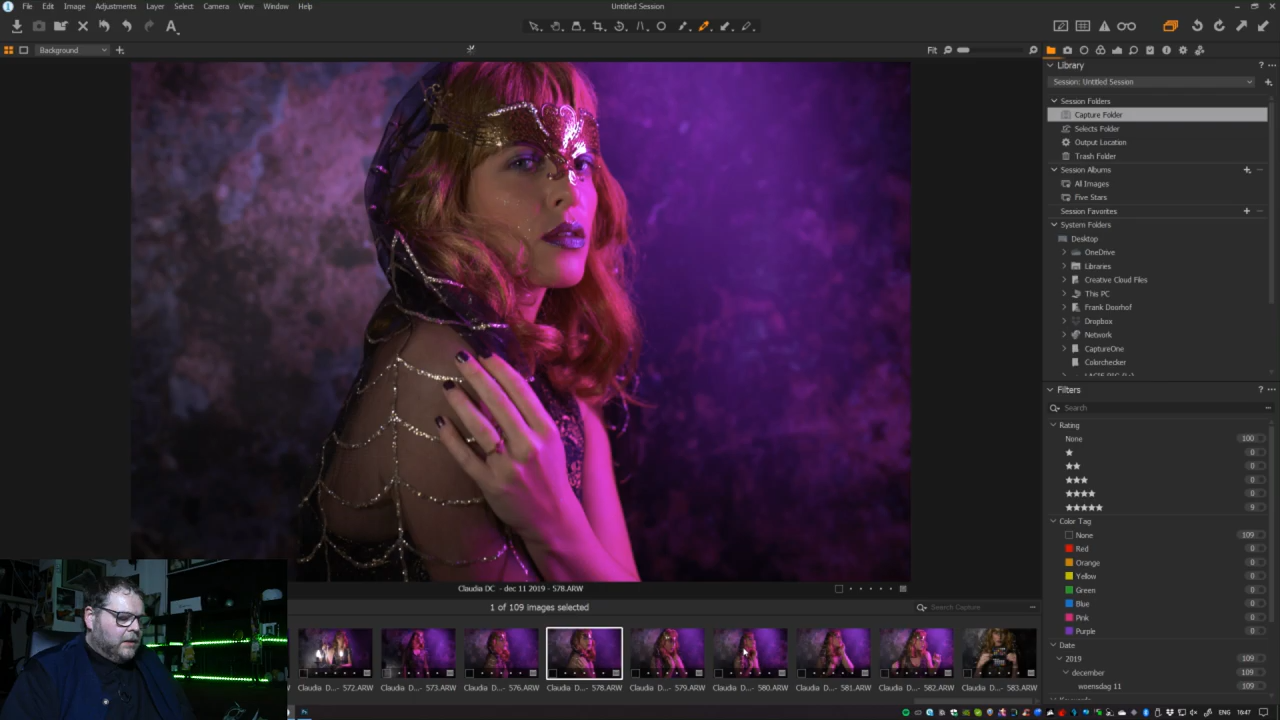 File Edit Image Adjustments Layer Select Camera View Window Help
Untitled Session
Background
Fit
Library
Session: Untitled Session
Session Folders
Capture Folder
Selects Folder
Output Location
Trash Folder
Session Albums
All Images
Five Stars
Session Favorites
System Folders
Desktop
OneDrive
Libraries
Creative Cloud Files
This PC
Frank Doorhof
Dropbox
Network
CaptureOne
Colorchecker
Filters
Search
Rating
None 100
0
0
0
0
9
Color Tag
None 109
Red 0
Orange 0
Yellow 0
Green 0
Blue 0
Pink 0
Purple 0
Date
2019 109
december 109
woensdag 11 109
Claudia DC - dec 11 2019 - 578.ARW
1 of 109 images selected
Search Capture
Claudia D...- 572.ARW
Claudia D...- 573.ARW
Claudia D...- 576.ARW
Claudia D...- 578.ARW
Claudia D...- 579.ARW
Claudia D...- 580.ARW
Claudia D...- 581.ARW
Claudia D...- 582.ARW
Claudia D...- 583.ARW
ENG 16:47